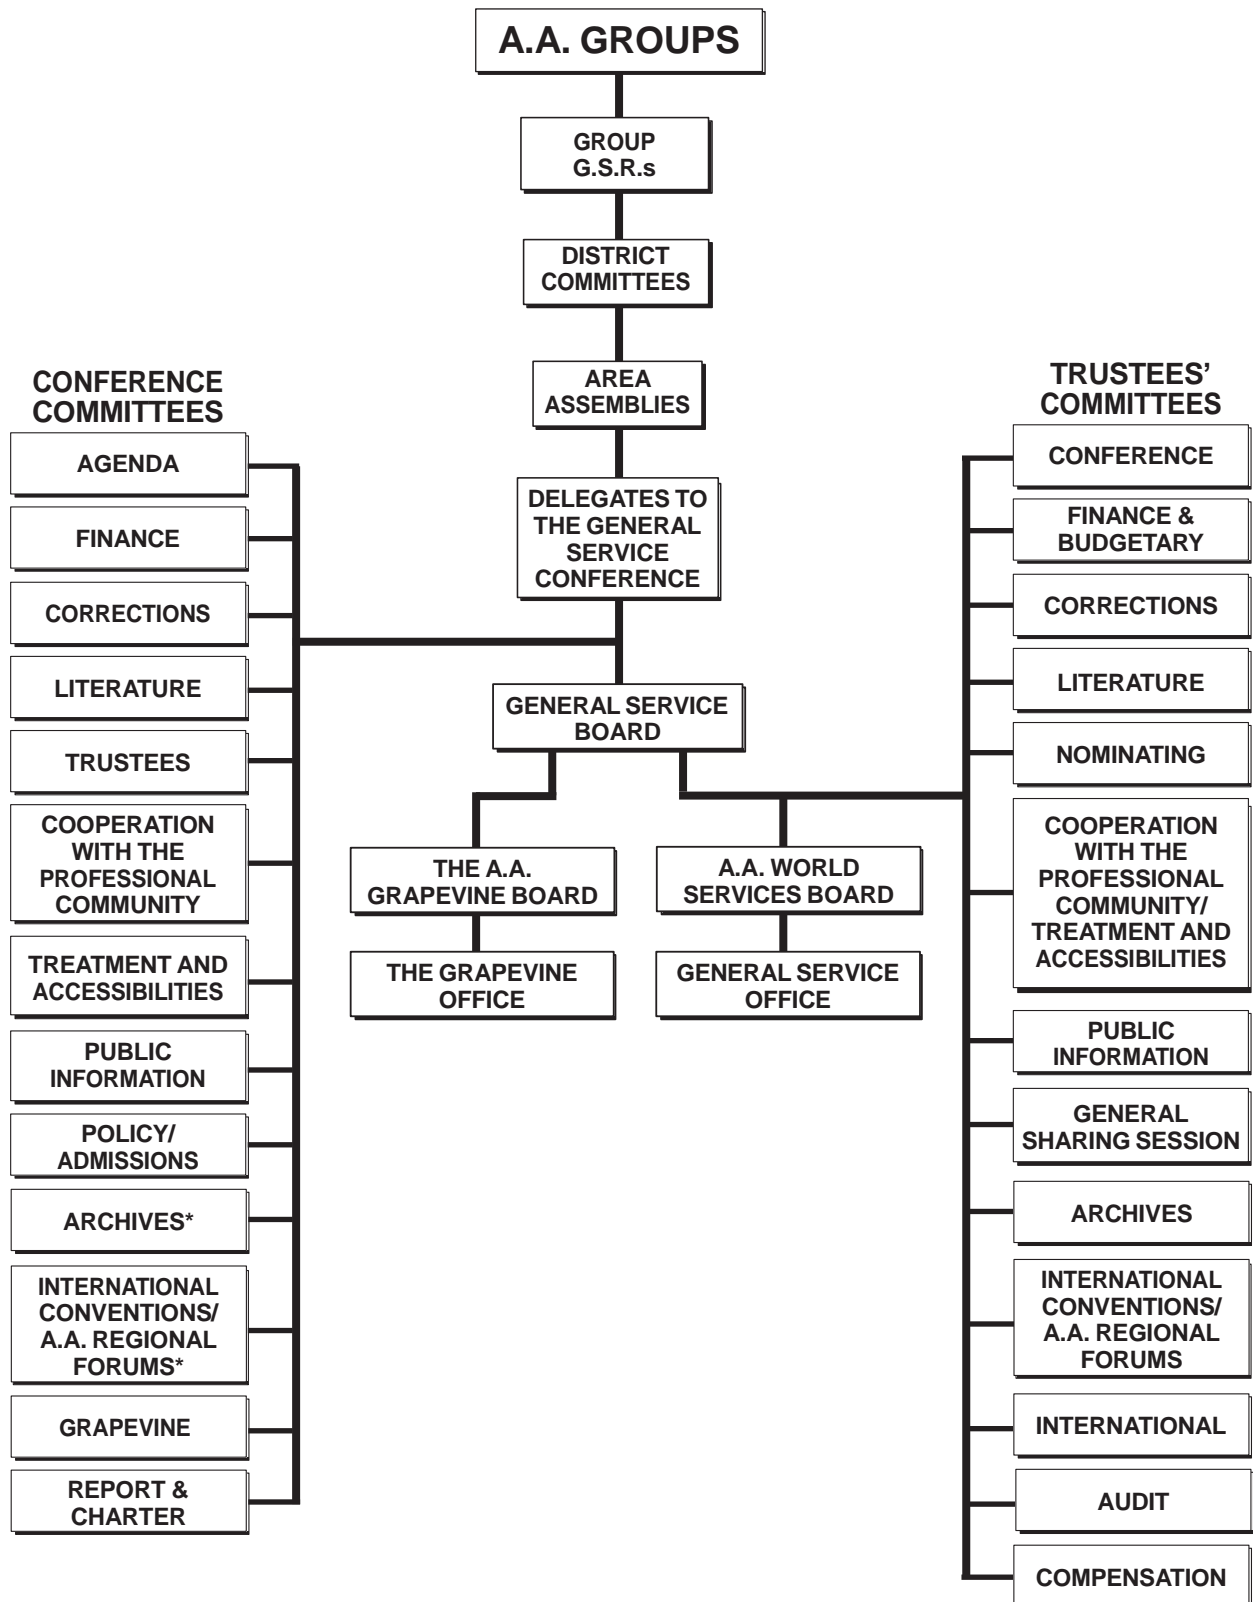 A.A. GROUPS
GROUP
G.S.R.s
DISTRICT
COMMITTEES
AREA
ASSEMBLIES
DELEGATES TO
THE GENERAL
SERVICE
CONFERENCE
GENERAL SERVICE
BOARD
THE A.A.
GRAPEVINE BOARD
THE GRAPEVINE
OFFICE
A.A. WORLD
SERVICES BOARD
GENERAL SERVICE
OFFICE
CONFERENCE
COMMITTEES
AGENDA
FINANCE
CORRECTIONS
LITERATURE
TRUSTEES
COOPERATION
WITH THE
PROFESSIONAL
COMMUNITY
TREATMENT AND
ACCESSIBILITIES
PUBLIC
INFORMATION
POLICY/
ADMISSIONS
ARCHIVES*
INTERNATIONAL
CONVENTIONS/
A.A. REGIONAL
FORUMS*
GRAPEVINE
REPORT &
CHARTER
TRUSTEES’
COMMITTEES
CONFERENCE
FINANCE &
BUDGETARY
CORRECTIONS
LITERATURE
NOMINATING
COOPERATION
WITH THE
PROFESSIONAL
COMMUNITY/
TREATMENT AND
ACCESSIBILITIES
PUBLIC
INFORMATION
GENERAL
SHARING SESSION
ARCHIVES
INTERNATIONAL
CONVENTIONS/
A.A. REGIONAL
FORUMS
INTERNATIONAL
AUDIT
COMPENSATION